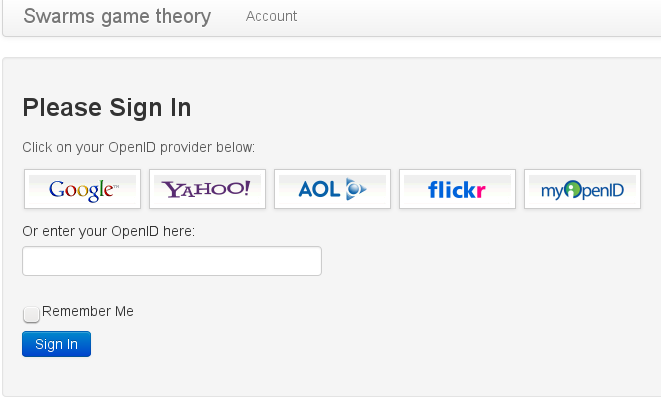 Swarms game theory Account
Please Sign In
Click on your OpenID provider below:
Google™ YAHOO! AOL flickr myOpenID
Or enter your OpenID here:
Remember Me
Sign In